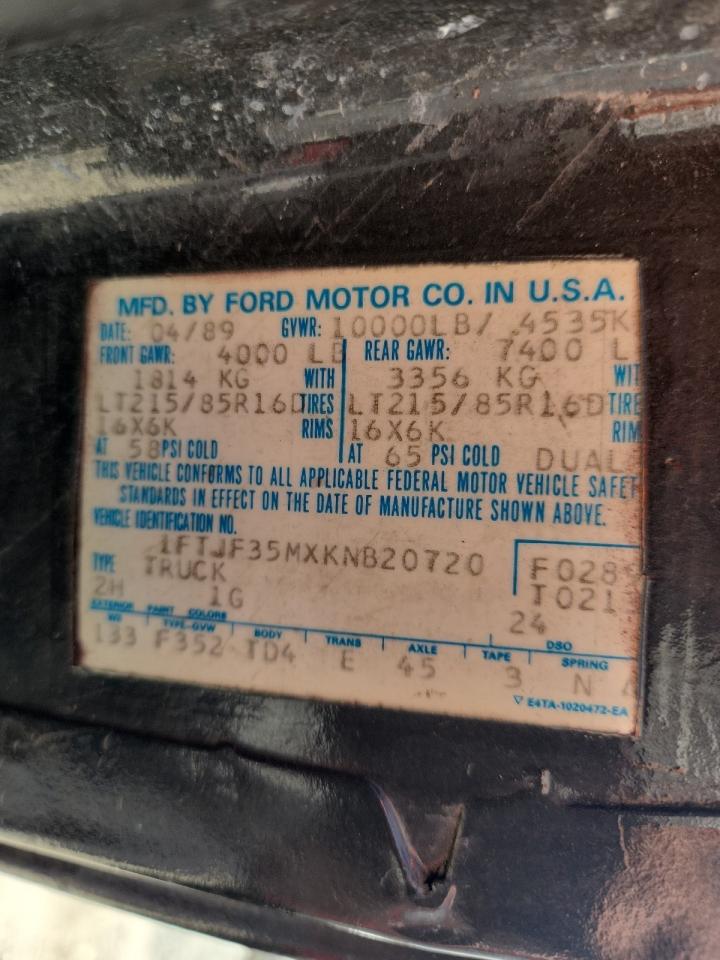 MFD. BY FORD MOTOR CO. IN U.S.A.
DATE: 04/89 GVWR: 10000LB/ 4535K
FRONT GAWR: 4000 LB REAR GAWR: 7400 L
1814 KG WITH 3356 KG WIT
LT215/85R16D TIRES LT215/85R16D TIRE
16X6K RIMS 16X6K RIM
AT 58 PSI COLD AT 65 PSI COLD DUAL
THIS VEHICLE CONFORMS TO ALL APPLICABLE FEDERAL MOTOR VEHICLE SAFET
STANDARDS IN EFFECT ON THE DATE OF MANUFACTURE SHOWN ABOVE.
VEHICLE IDENTIFICATION NO.
1FTJF35MXKNB20720 F028
TYPE TRUCK T021
2H 1G
EXTERIOR PAINT COLORS 24
WB TYPE-GVW BODY TRANS AXLE TAPE DSO SPRING
133 F352 TD4 E 45 3 N 4
E4TA-1020472-EA